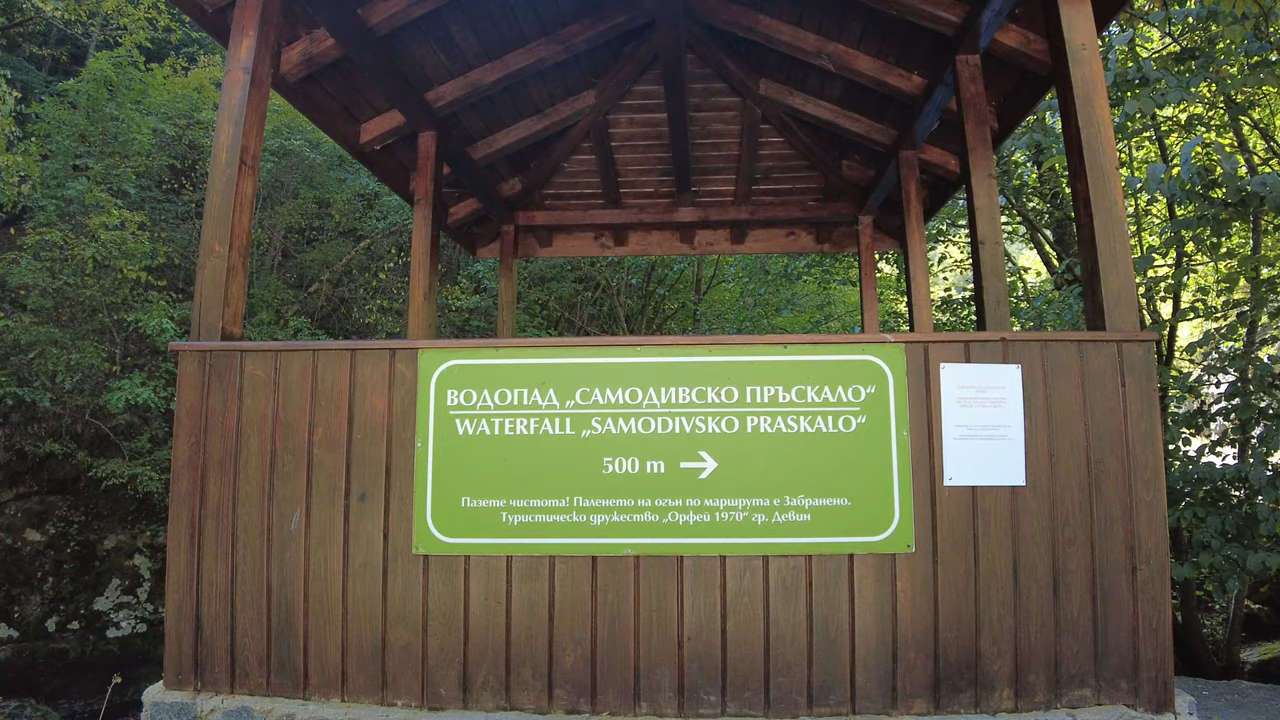 ВОДОПАД „САМОДИВСКО ПРЪСКАЛО“
WATERFALL „SAMODIVSKO PRASKALO“
500 m →
Пазете чистота! Паленето на огън по маршрута е Забранено.
Туристическо дружество „Орфей 1970“ гр. Девин